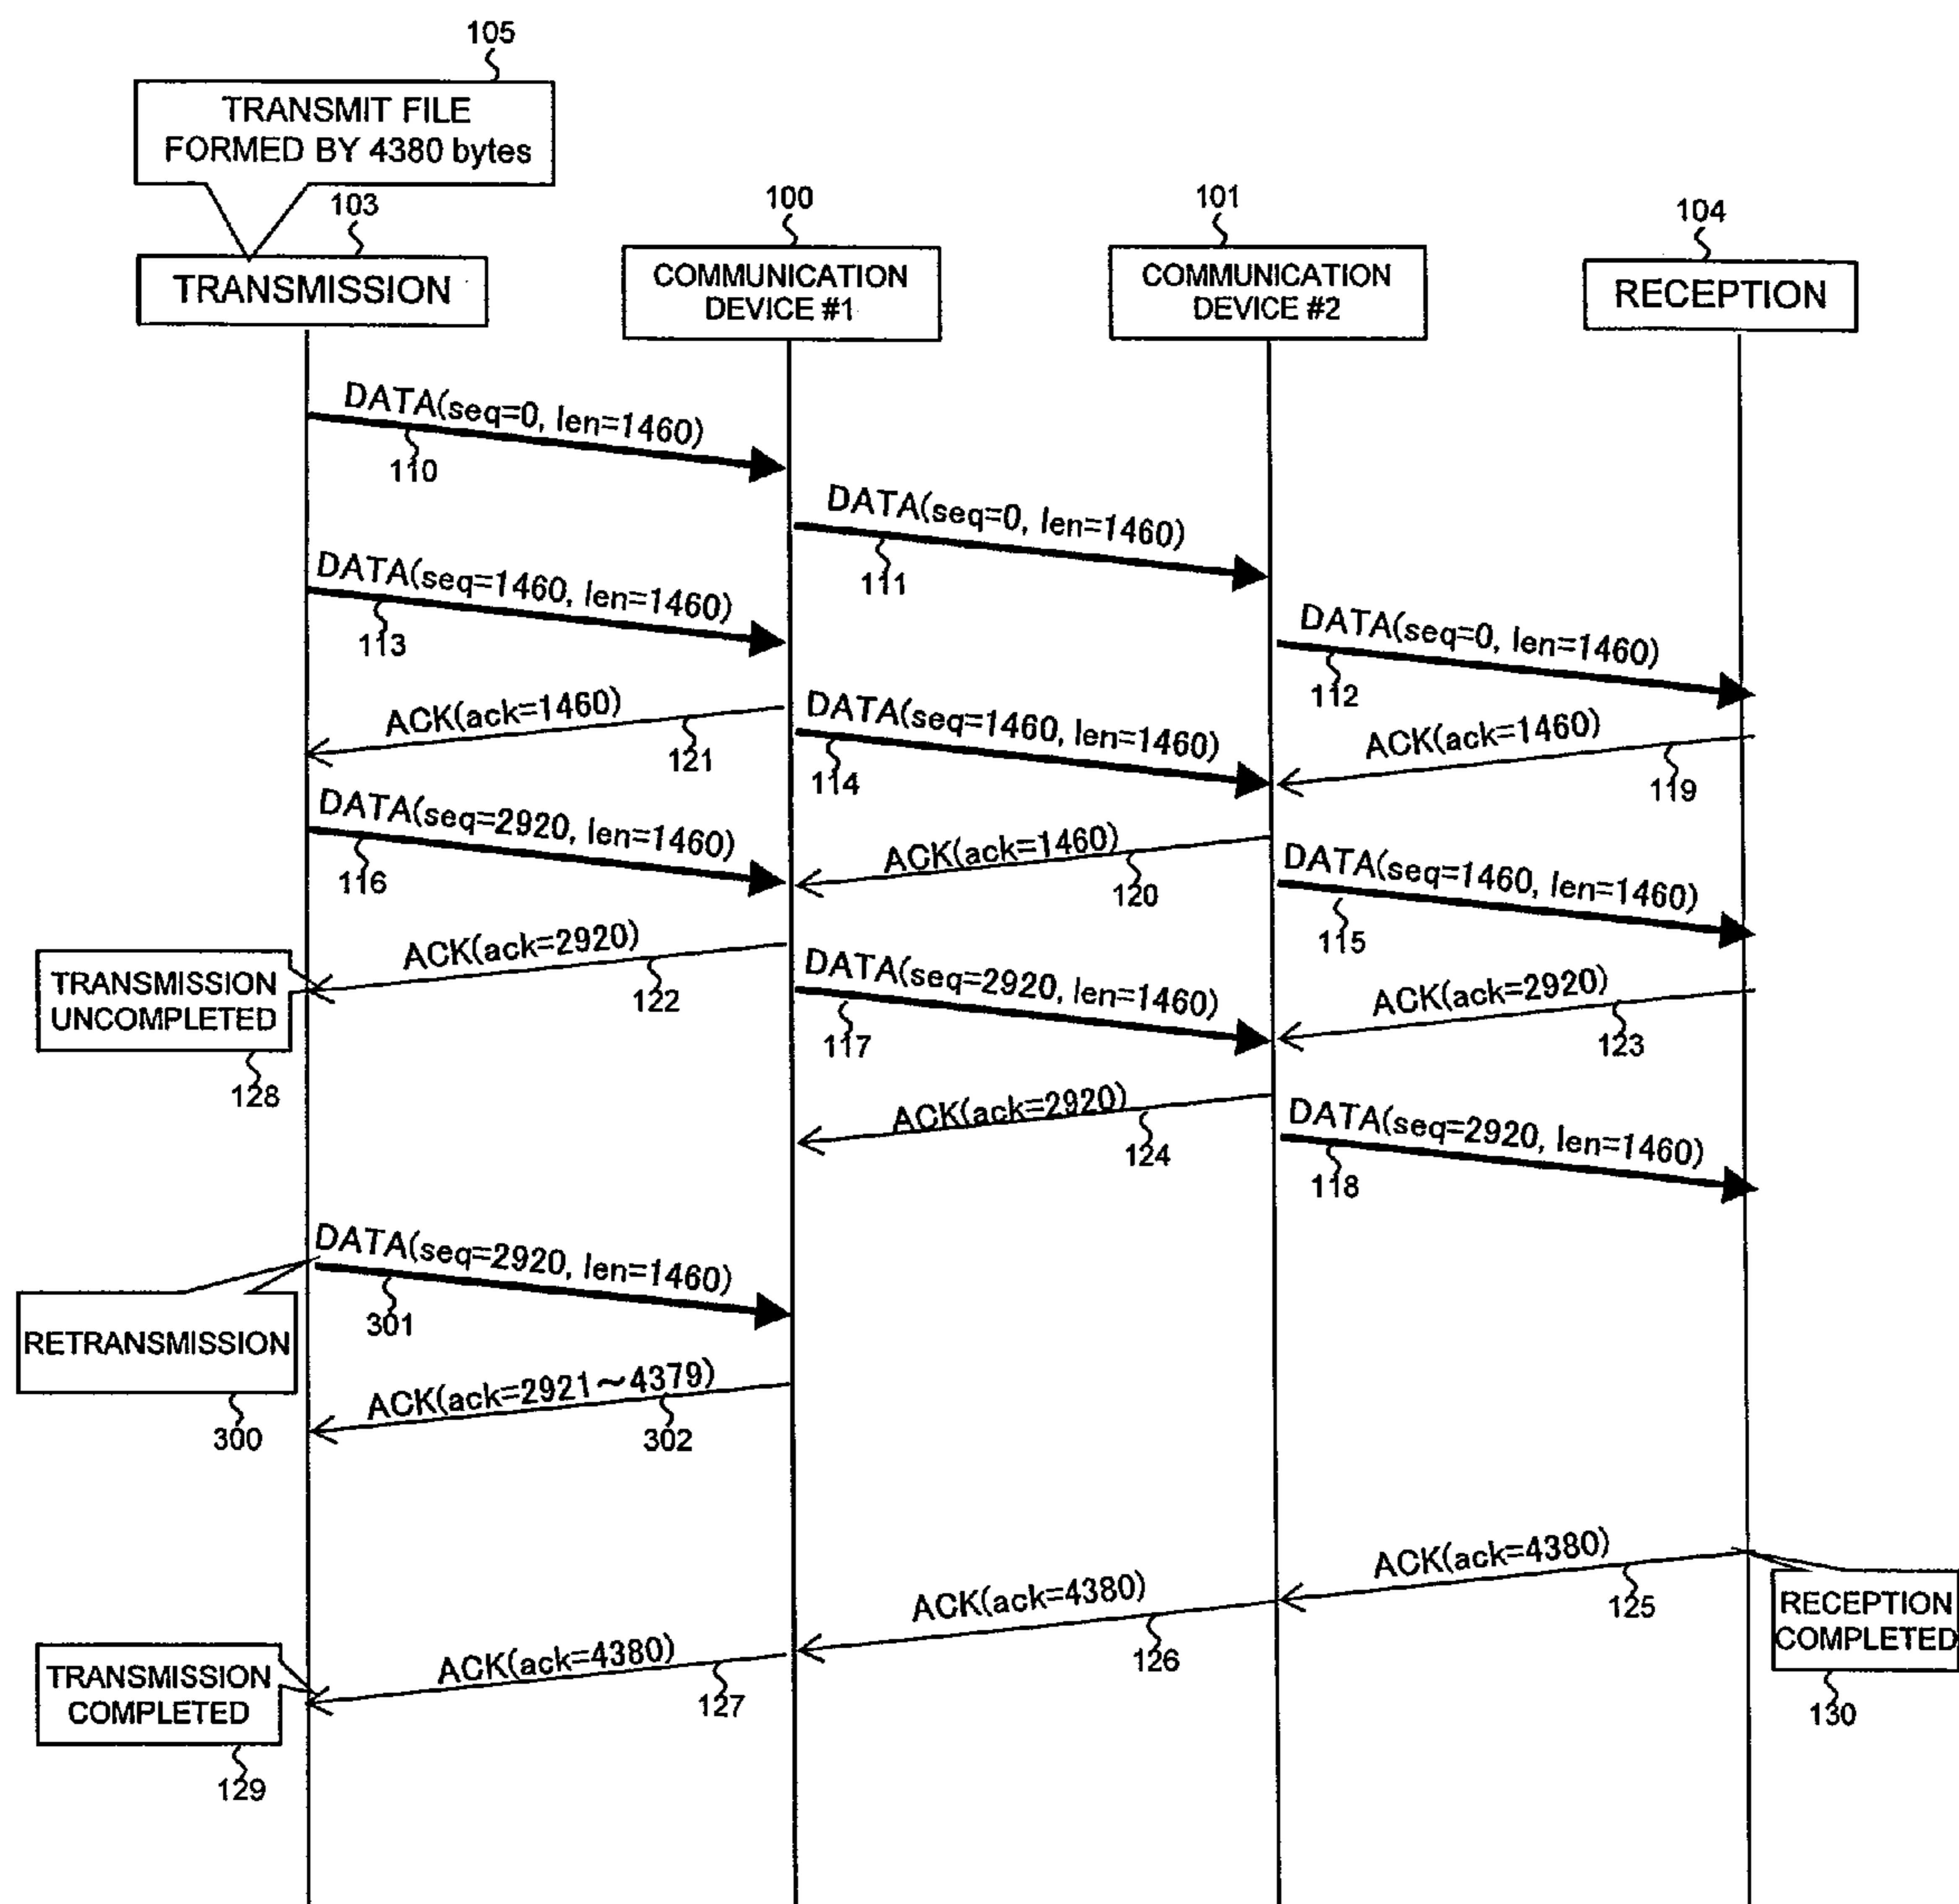 105
TRANSMIT FILE
FORMED BY 4380 bytes
103
100
101
104
TRANSMISSION
COMMUNICATION
DEVICE #1
COMMUNICATION
DEVICE #2
RECEPTION
DATA(seq=0, len=1460)
110
DATA(seq=0, len=1460)
111
DATA(seq=1460, len=1460)
113
DATA(seq=0, len=1460)
112
ACK(ack=1460)
121
DATA(seq=1460, len=1460)
114
ACK(ack=1460)
119
DATA(seq=2920, len=1460)
116
ACK(ack=1460)
120
DATA(seq=1460, len=1460)
115
ACK(ack=2920)
122
TRANSMISSION
UNCOMPLETED
128
DATA(seq=2920, len=1460)
117
ACK(ack=2920)
123
ACK(ack=2920)
124
DATA(seq=2920, len=1460)
118
DATA(seq=2920, len=1460)
301
RETRANSMISSION
300
ACK(ack=2921～4379)
302
ACK(ack=4380)
125
RECEPTION
COMPLETED
130
ACK(ack=4380)
126
ACK(ack=4380)
127
TRANSMISSION
COMPLETED
129